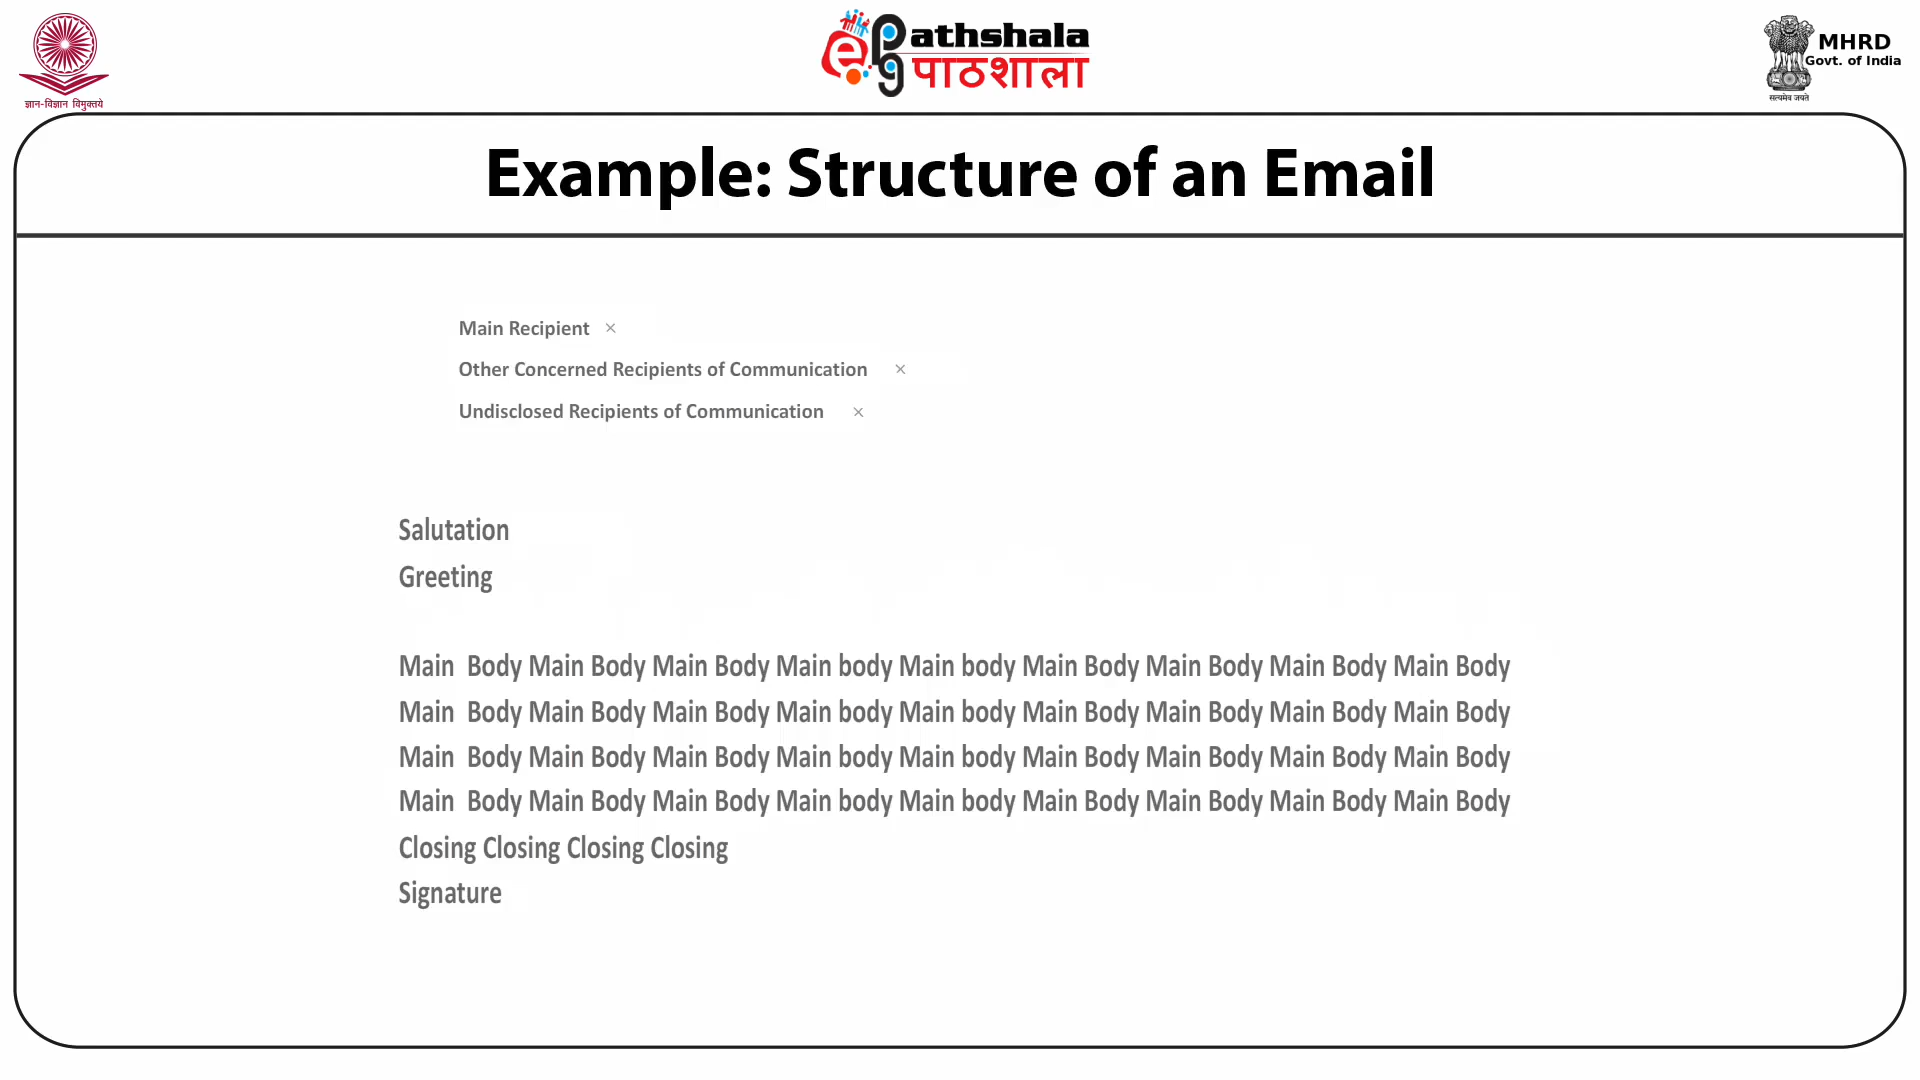 ज्ञान-विज्ञान विमुक्तये
ePathshala
पाठशाला
MHRD
Govt. of India
सत्यमेव जयते
Example: Structure of an Email
Main Recipient ×
Other Concerned Recipients of Communication ×
Undisclosed Recipients of Communication ×
Salutation
Greeting
Main Body Main Body Main Body Main body Main body Main Body Main Body Main Body Main Body
Main Body Main Body Main Body Main body Main body Main Body Main Body Main Body Main Body
Main Body Main Body Main Body Main body Main body Main Body Main Body Main Body Main Body
Main Body Main Body Main Body Main body Main body Main Body Main Body Main Body Main Body
Closing Closing Closing Closing
Signature